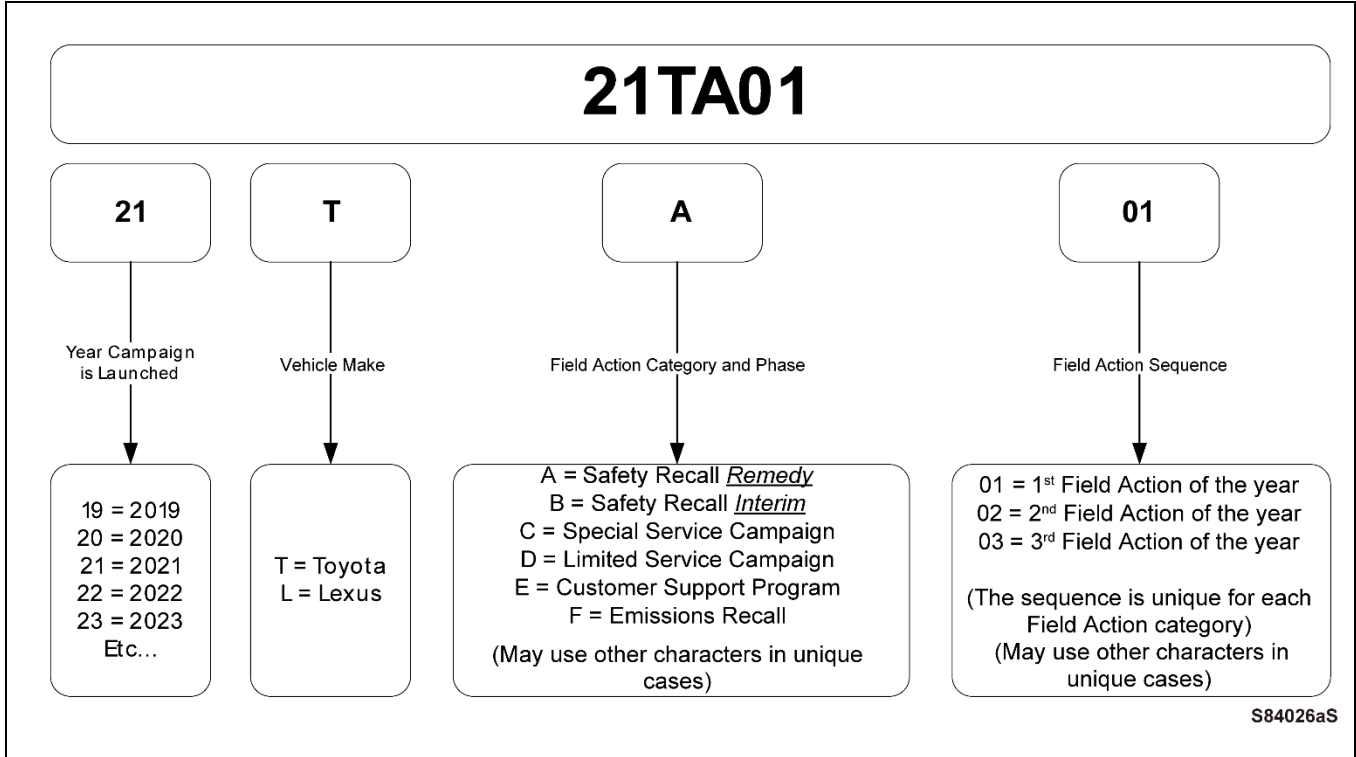 21TA01
21
T
A
01
Year Campaign
is Launched
Vehicle Make
Field Action Category and Phase
Field Action Sequence
19 = 2019
20 = 2020
21 = 2021
22 = 2022
23 = 2023
Etc...
T = Toyota
L = Lexus
A = Safety Recall Remedy
B = Safety Recall Interim
C = Special Service Campaign
D = Limited Service Campaign
E = Customer Support Program
F = Emissions Recall
(May use other characters in unique
cases)
01 = 1st Field Action of the year
02 = 2nd Field Action of the year
03 = 3rd Field Action of the year
(The sequence is unique for each
Field Action category)
(May use other characters in
unique cases)
S84026aS